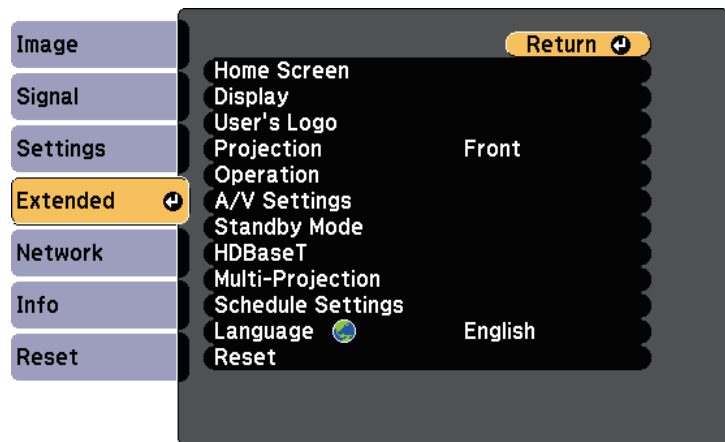 Image
Signal
Settings
Extended
Network
Info
Reset
Return
Home Screen
Display
User's Logo
Projection Front
Operation
A/V Settings
Standby Mode
HDBaseT
Multi-Projection
Schedule Settings
Language English
Reset